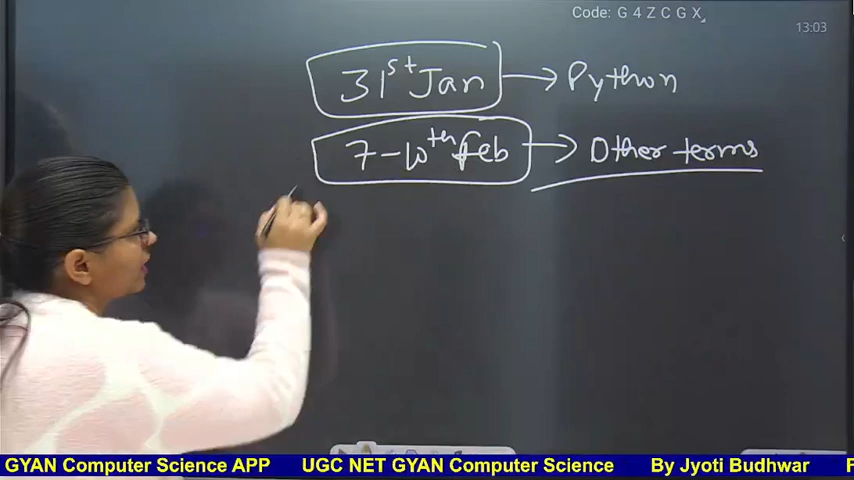 Code: G 4 Z C G X
13:03
31st Jan → Python
7-10th Feb → Other terms
GYAN Computer Science APP UGC NET GYAN Computer Science By Jyoti Budhwar F